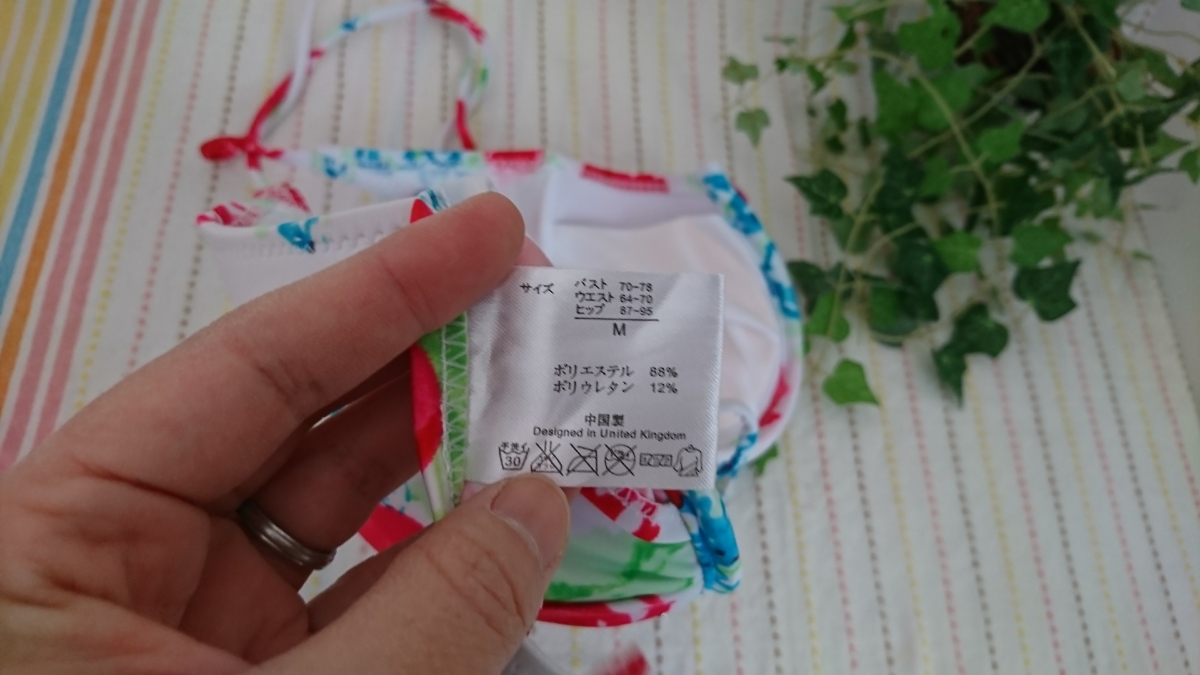 サイズ
バスト 70-78
ウエスト 64-70
ヒップ 87-95
M
ポリエステル 88%
ポリウレタン 12%
中国製
Designed in United Kingdom
手洗イ
30